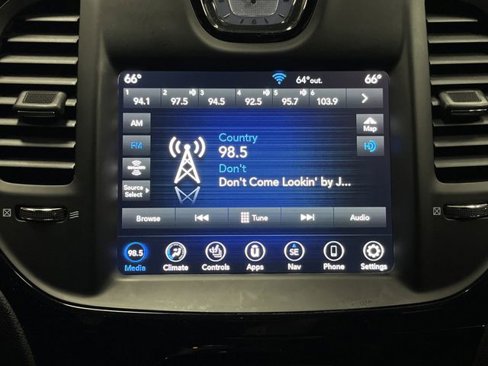 66° 64°out. 66°
1 2 3 4 5 6
94.1 97.5 94.5 92.5 95.7 103.9
AM
Map
Country
FM
98.5
Don't
Don't Come Lookin' by J...
Source
Select
Browse Tune Audio
98.5 SE
Media Climate Controls Apps Nav Phone Settings